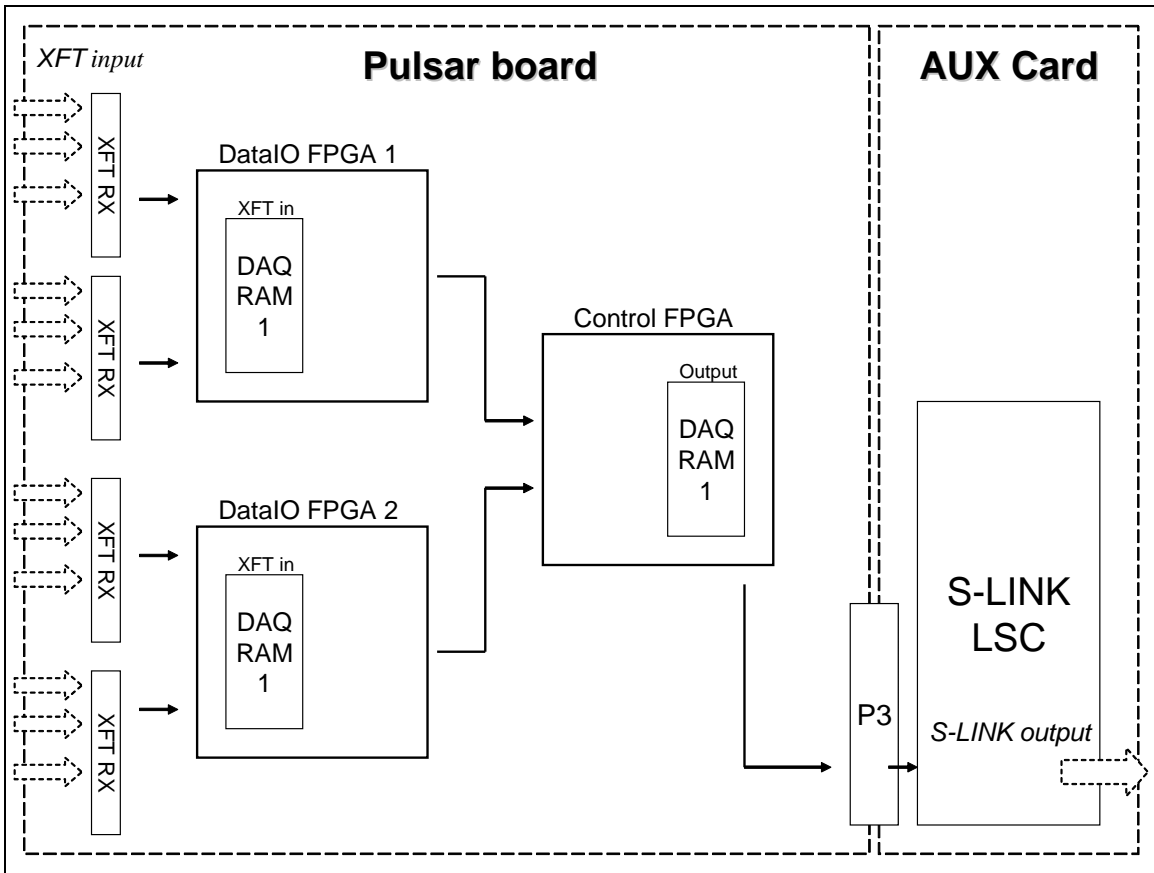 XFT input
Pulsar board
AUX Card
XFT RX
DataIO FPGA 1
XFT in
DAQ
RAM
1
XFT RX
Control FPGA
Output
DAQ
RAM
1
XFT RX
DataIO FPGA 2
XFT in
DAQ
RAM
1
XFT RX
P3
S-LINK
LSC
S-LINK output